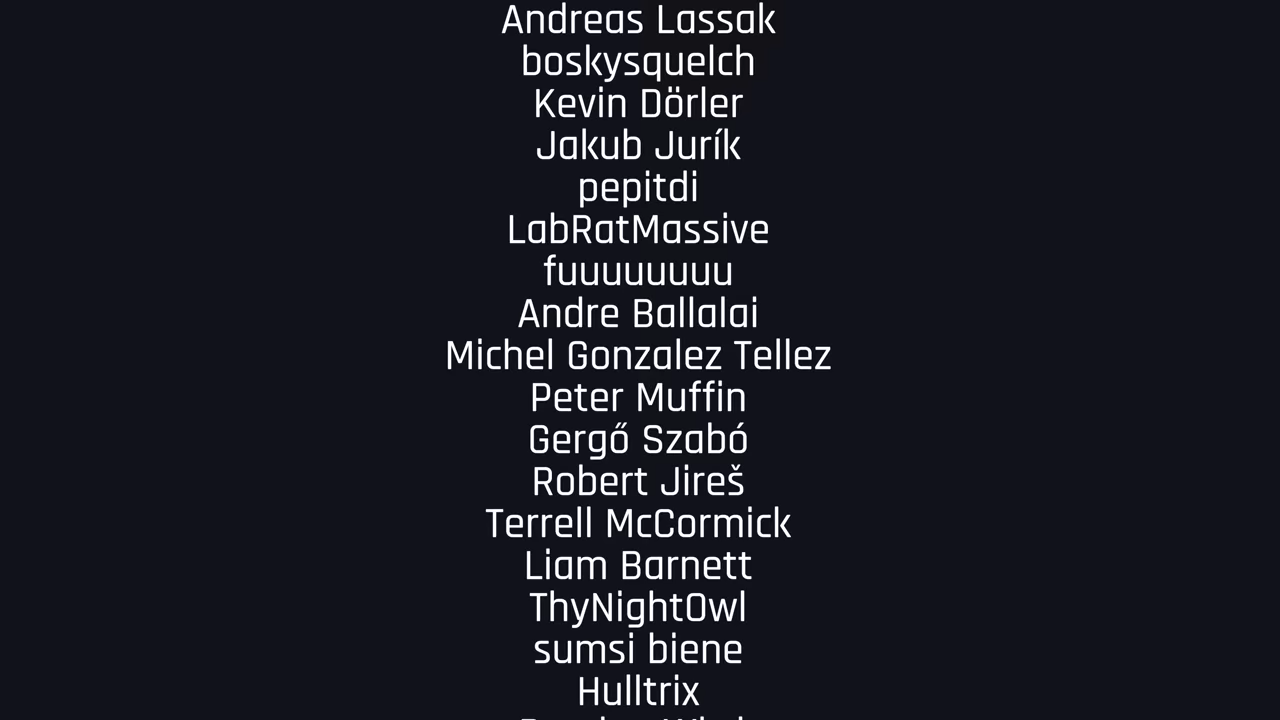 Andreas Lassak
boskysquelch
Kevin Dörler
Jakub Jurík
pepitdi
LabRatMassive
fuuuuuuuu
Andre Ballalai
Michel Gonzalez Tellez
Peter Muffin
Gergő Szabó
Robert Jireš
Terrell McCormick
Liam Barnett
ThyNightOwl
sumsi biene
Hulltrix